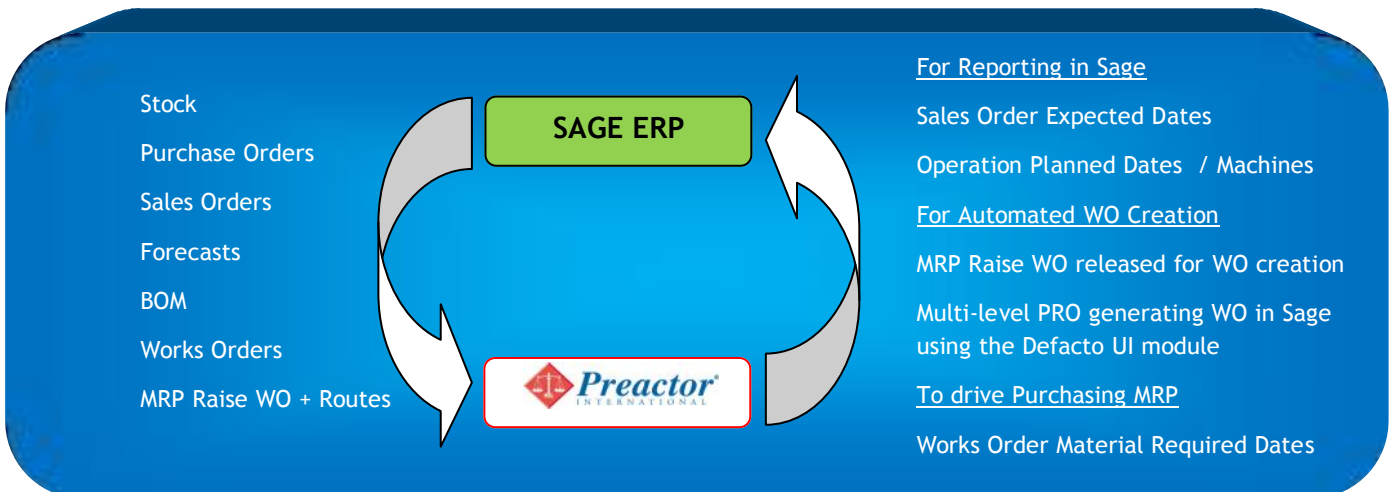 Stock
Purchase Orders
Sales Orders
Forecasts
BOM
Works Orders
MRP Raise WO + Routes
SAGE ERP
Preactor®
INTERNATIONAL
For Reporting in Sage
Sales Order Expected Dates
Operation Planned Dates / Machines
For Automated WO Creation
MRP Raise WO released for WO creation
Multi-level PRO generating WO in Sage
using the Defacto UI module
To drive Purchasing MRP
Works Order Material Required Dates